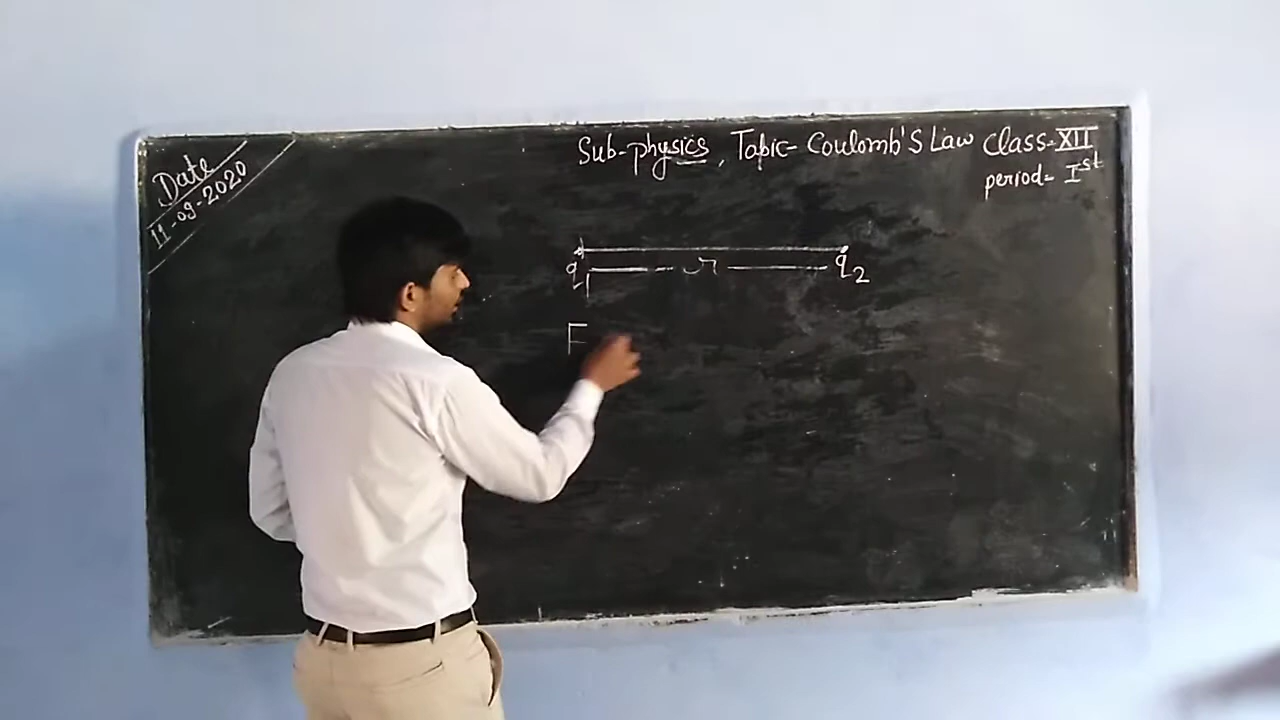 Date
11-09-2020
Sub-physics, Topic- Coulomb'S Law Class-XII
period= Ist
q1 r q2
F